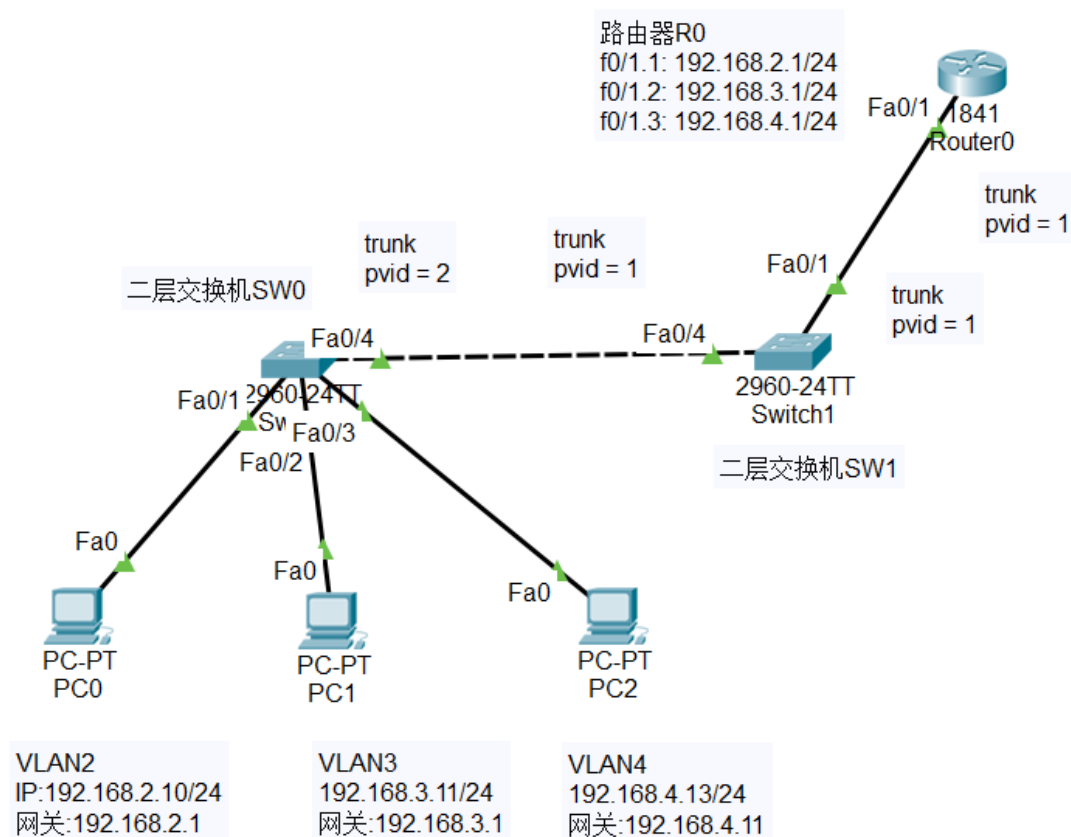 路由器R0
f0/1.1: 192.168.2.1/24
f0/1.2: 192.168.3.1/24
f0/1.3: 192.168.4.1/24
Fa0/1
1841
Router0
trunk
pvid = 1
trunk
pvid = 2
trunk
pvid = 1
Fa0/1
trunk
pvid = 1
二层交换机SW0
Fa0/4
Fa0/4
2960-24TT
2960-24TT
Switch1
Fa0/1
Fa0/3
Fa0/2
二层交换机SW1
Fa0
Fa0
Fa0
PC-PT
PC0
PC-PT
PC1
PC-PT
PC2
VLAN2
IP:192.168.2.10/24
网关:192.168.2.1
VLAN3
192.168.3.11/24
网关:192.168.3.1
VLAN4
192.168.4.13/24
网关:192.168.4.11